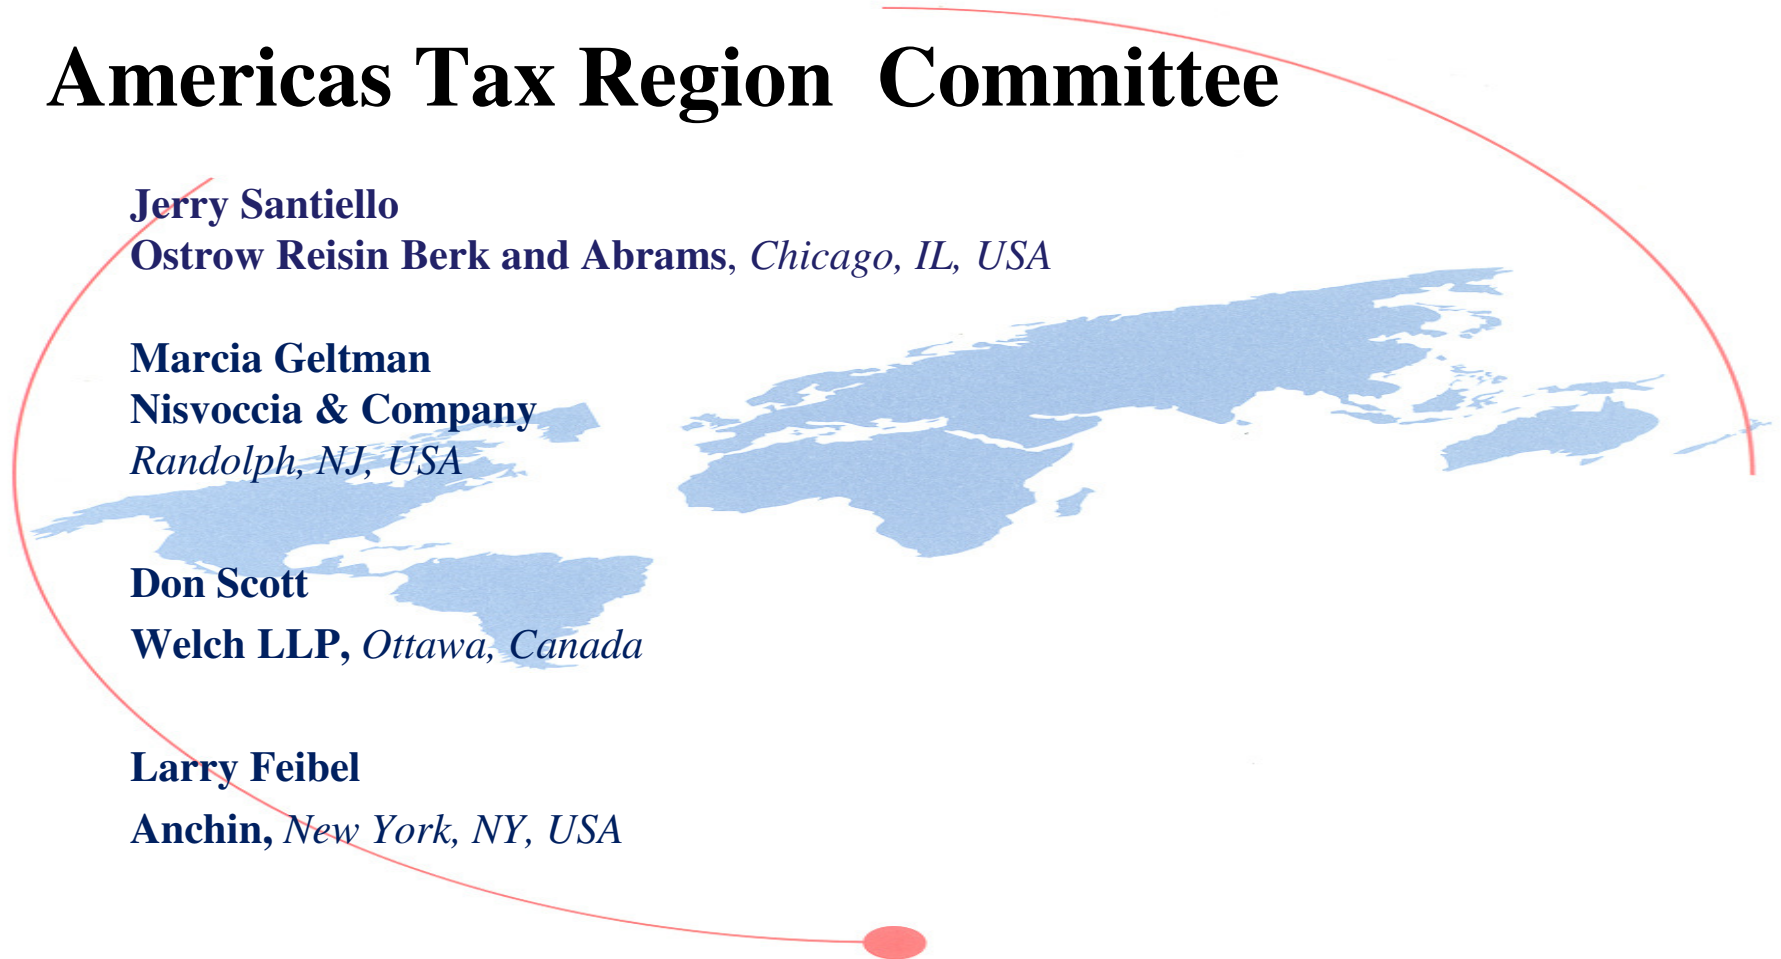 Americas Tax Region  Committee
Jerry Santiello
Ostrow Reisin Berk and Abrams, Chicago, IL, USA
Marcia Geltman
Nisvoccia & Company
Randolph, NJ, USA
Don Scott
Welch LLP, Ottawa, Canada
Larry Feibel
Anchin, New York, NY, USA